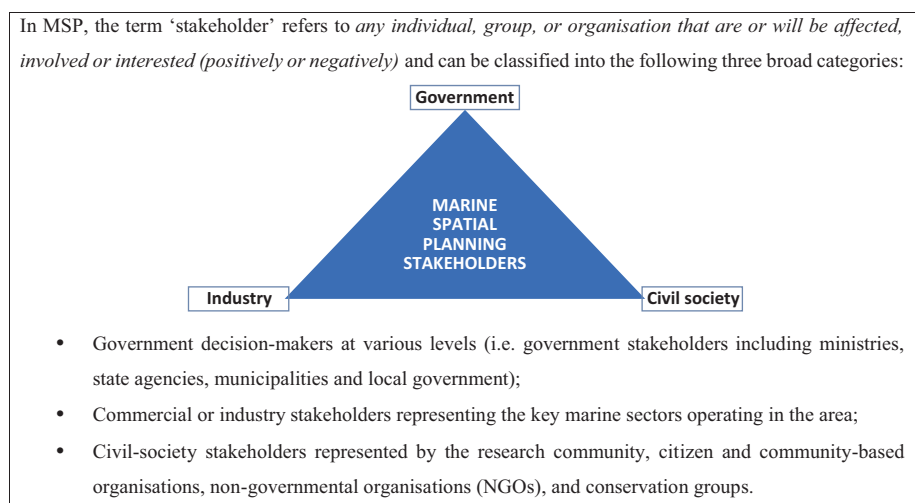 In MSP, the term ‘stakeholder’ refers to any individual, group, or organisation that are or will be affected,
involved or interested (positively or negatively) and can be classified into the following three broad categories:
Government
MARINE
SPATIAL
PLANNING
STAKEHOLDERS
Industry
Civil society
• Government decision-makers at various levels (i.e. government stakeholders including ministries,
state agencies, municipalities and local government);
• Commercial or industry stakeholders representing the key marine sectors operating in the area;
• Civil-society stakeholders represented by the research community, citizen and community-based
organisations, non-governmental organisations (NGOs), and conservation groups.